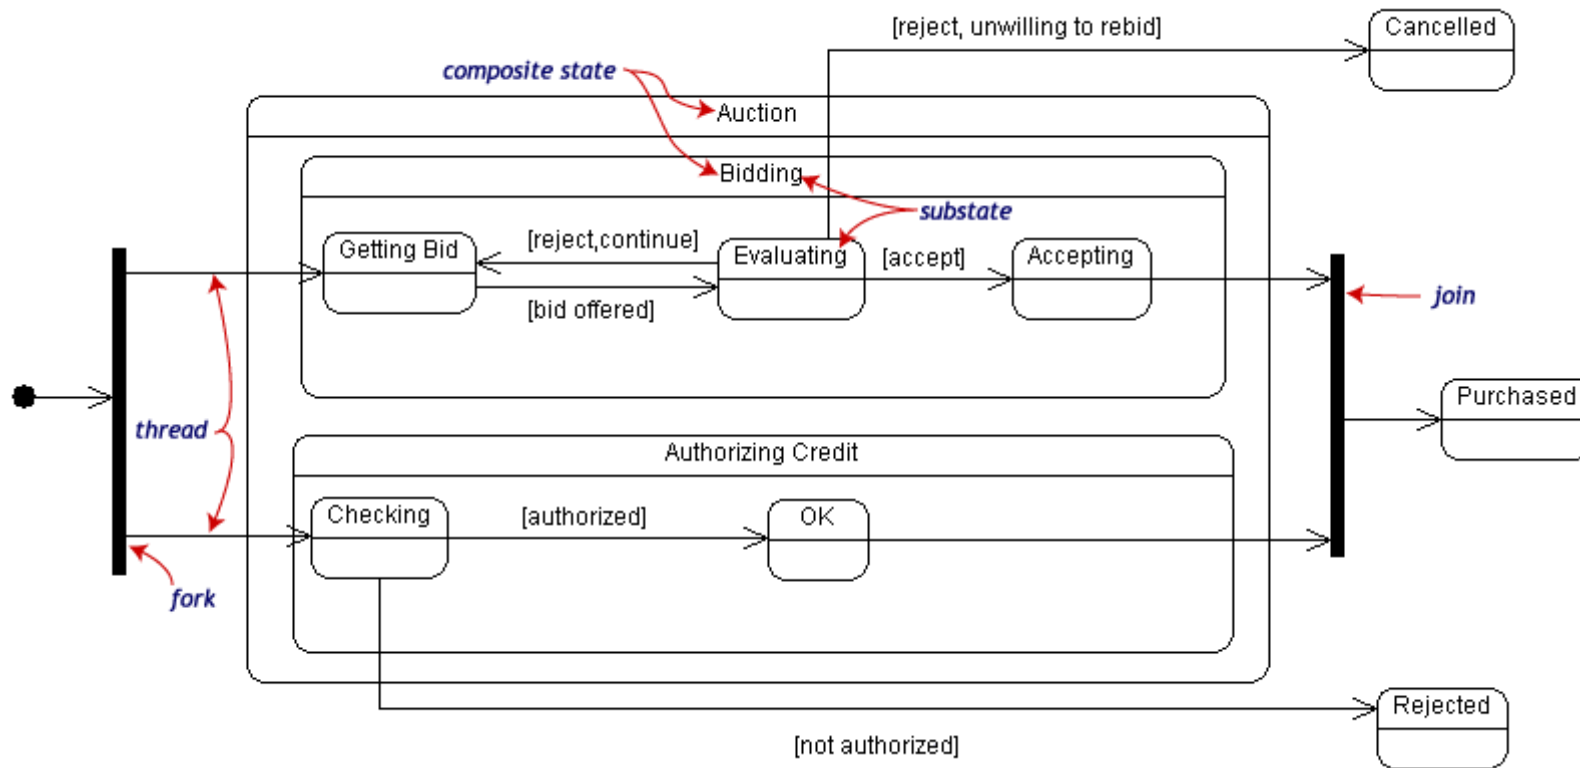 [reject, unwilling to rebid]
Cancelled
composite state
Auction
Bidding
substate
Getting Bid
[reject,continue]
Evaluating
[accept]
Accepting
[bid offered]
join
thread
Purchased
Authorizing Credit
Checking
[authorized]
OK
fork
Rejected
[not authorized]